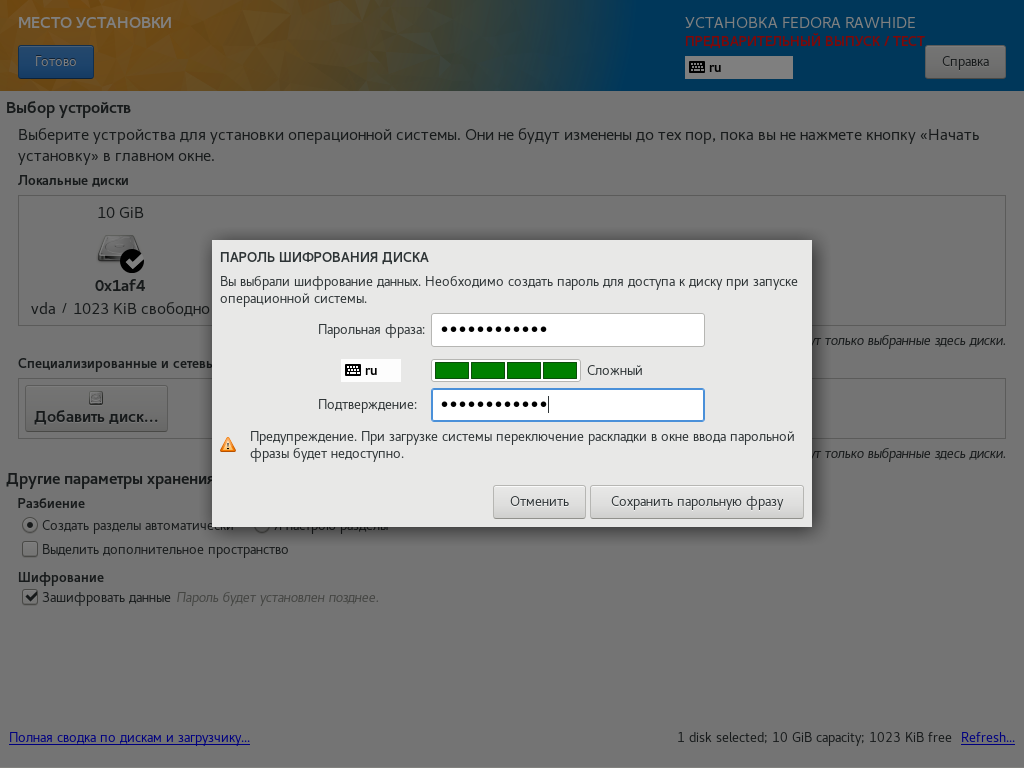 МЕСТО УСТАНОВКИ
УСТАНОВКА FEDORA RAWHIDE
ПРЕДВАРИТЕЛЬНЫЙ ВЫПУСК / ТЕСТ
Готово
ru
Справка
Выбор устройств
Выберите устройства для установки операционной системы. Они не будут изменены до тех пор, пока вы не нажмете кнопку «Начать
установку» в главном окне.
Локальные диски
10 GiB
0x1af4
vda / 1023 KiB свободно
только выбранные здесь диски.
Специализированные и
Добавить диск...
только выбранные здесь диски.
ПАРОЛЬ ШИФРОВАНИЯ ДИСКА
Вы выбрали шифрование данных. Необходимо создать пароль для доступа к диску при запуске
операционной системы.
Парольная фраза: ●●●●●●●●●●●●
ru
Сложный
Подтверждение: ●●●●●●●●●●●●
Предупреждение. При загрузке системы переключение раскладки в окне ввода парольной
фразы будет недоступно.
Отменить
Сохранить парольную фразу
Другие параметры хранения
Разбиение
Создать разделы автоматически
Я настрою разделы
Выделить дополнительное пространство
Шифрование
Зашифровать данные Пароль будет установлен позднее.
Полная сводка по дискам и загрузчику...
1 disk selected; 10 GiB capacity; 1023 KiB free Refresh...